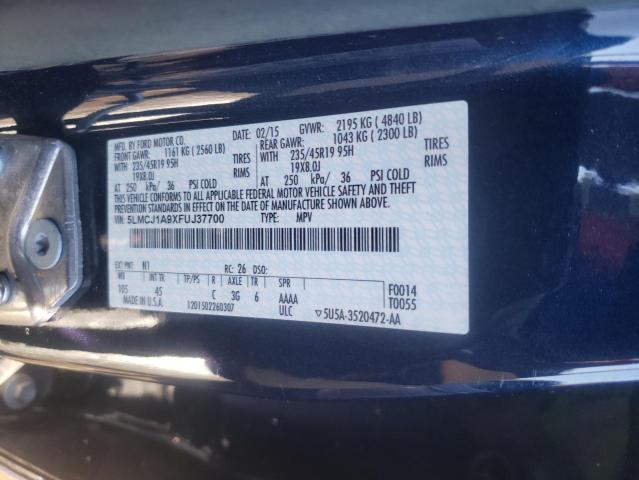 MFD. BY FORD MOTOR CO.
02/15 GVWR: 2195 KG ( 4840 LB)
FRONT GAWR: 1161 KG ( 2560 LB) REAR GAWR: 1043 KG ( 2300 LB)
WITH 235/45R19 95H TIRES WITH 235/45R19 95H TIRES
19X8.0J RIMS 19X8.0J RIMS
AT 250 kPa/ 36 PSI COLD AT 250 kPa/ 36 PSI COLD
THIS VEHICLE CONFORMS TO ALL APPLICABLE FEDERAL MOTOR VEHICLE SAFETY AND THEFT PREVENTION
STANDARDS IN EFFECT ON THE DATE OF MANUFACTURE SHOWN ABOVE.
VIN: 5LMCJ1A9XFUJ37700 TYPE: MPV
EXT PNT: N1 RC: 26 DSO:
WB INT TR TP/PS R AXLE TR SPR
105 45 C 3G 6 AAAA F0014
MADE IN U.S.A. 1201502260307 ULC T0055
5U5A-3520472-AA